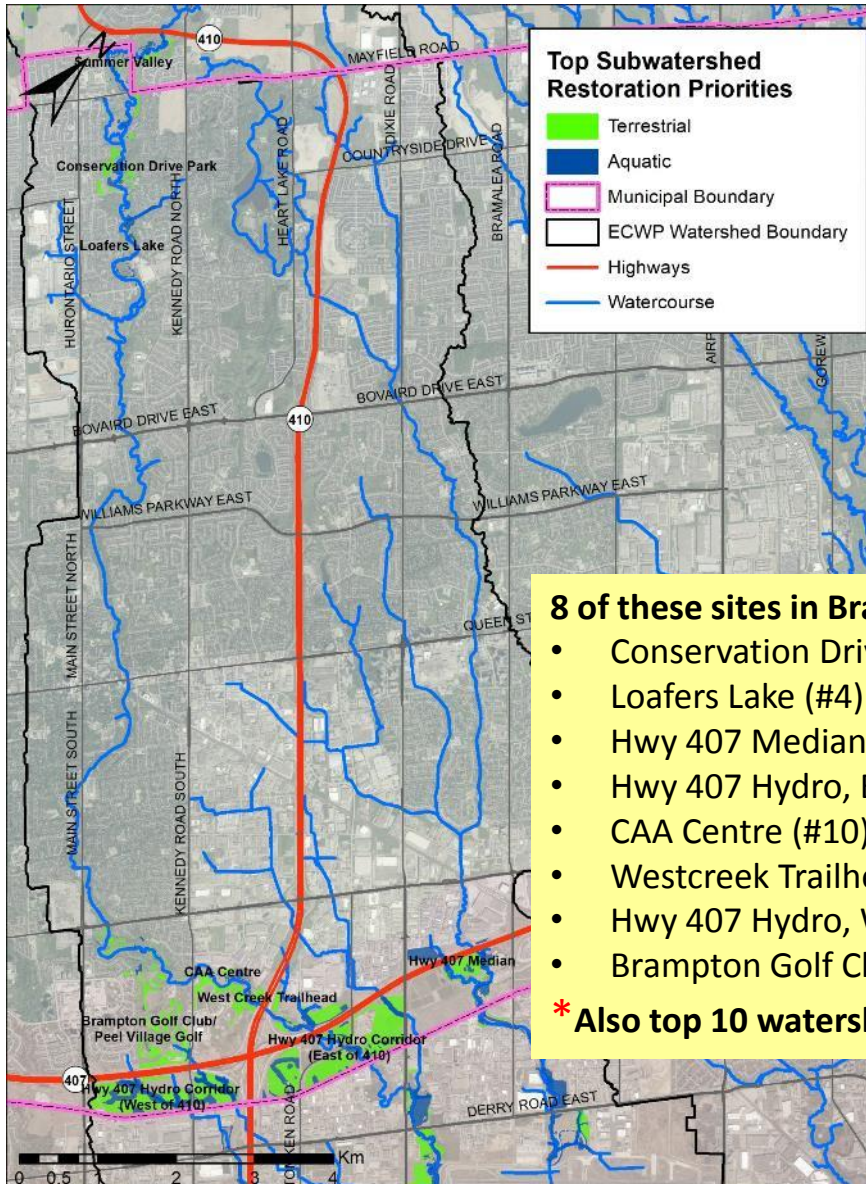 410
MAYFIELD ROAD
Summer Valley
N
Top Subwatershed
Restoration Priorities
Terrestrial
Aquatic
Municipal Boundary
ECWP Watershed Boundary
Highways
Watercourse
DIXIE ROAD
COUNTRYSIDE DRIVE
Conservation Drive Park
HEART LAKE ROAD
BRAMALEA ROAD
KENNEDY ROAD NORTH
HURONTARIO STREET
Loafers Lake
BOVAIRD DRIVE EAST
410
BOVAIRD DRIVE EAST
WILLIAMS PARKWAY EAST
WILLIAMS PARKWAY EAST
MAIN STREET NORTH
QUEEN ST
MAIN STREET SOUTH
KENNEDY ROAD SOUTH
8 of these sites in Bra
• Conservation Driv
• Loafers Lake (#4)
• Hwy 407 Median
• Hwy 407 Hydro, E
• CAA Centre (#10)
• Westcreek Trailhe
• Hwy 407 Hydro, W
• Brampton Golf Cl
*Also top 10 watersh
CAA Centre
West Creek Trailhead
Hwy 407 Median
Brampton Golf Club/
Peel Village Golf
Hwy 407 Hydro Corridor
(East of 410)
407
Hwy 407 Hydro Corridor
(West of 410)
DERRY ROAD EAST
0 0.5 1 2 3 4 Km